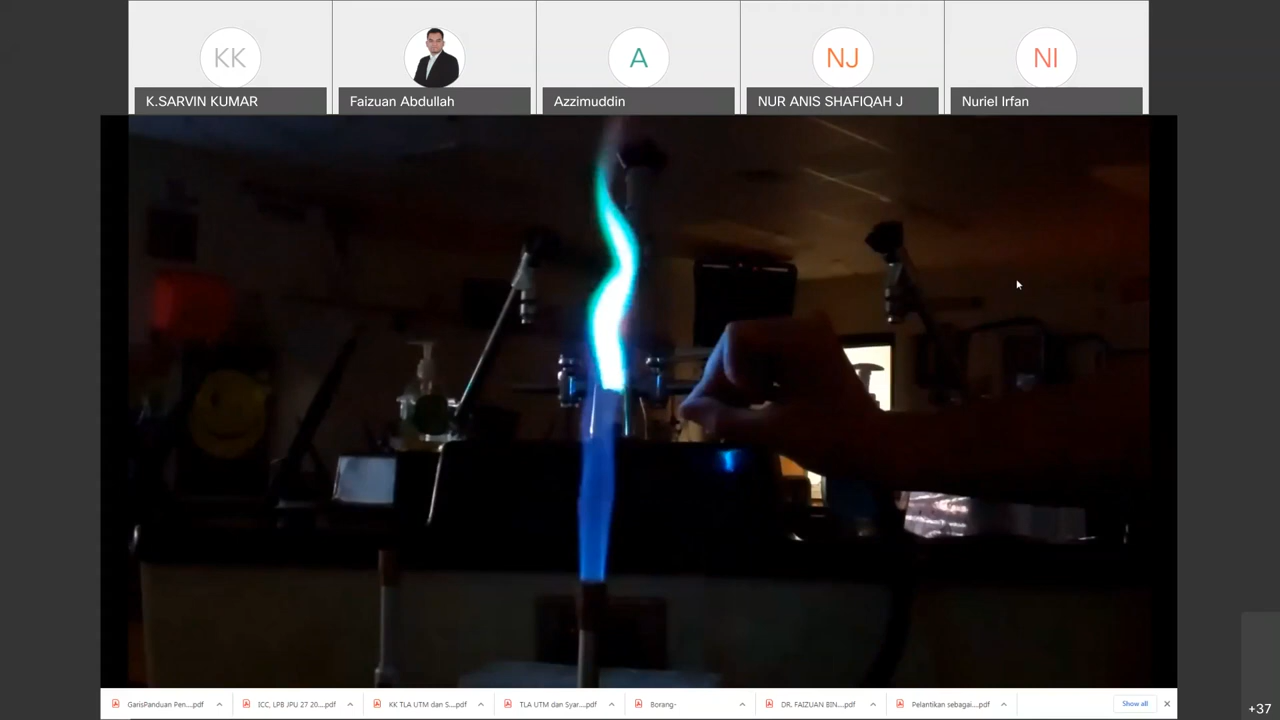 KK
A
NJ
NI
K.SARVIN KUMAR
Faizuan Abdullah
Azzimuddin
NUR ANIS SHAFIQAH J
Nuriel Irfan
GarisPanduan Pen....pdf
ICC, LPB JPU 27 20....pdf
KK TLA UTM dan S....pdf
TLA UTM dan Syar....pdf
Borang-
DR. FAIZUAN BIN....pdf
Pelantikan sebagai....pdf
Show all
+37